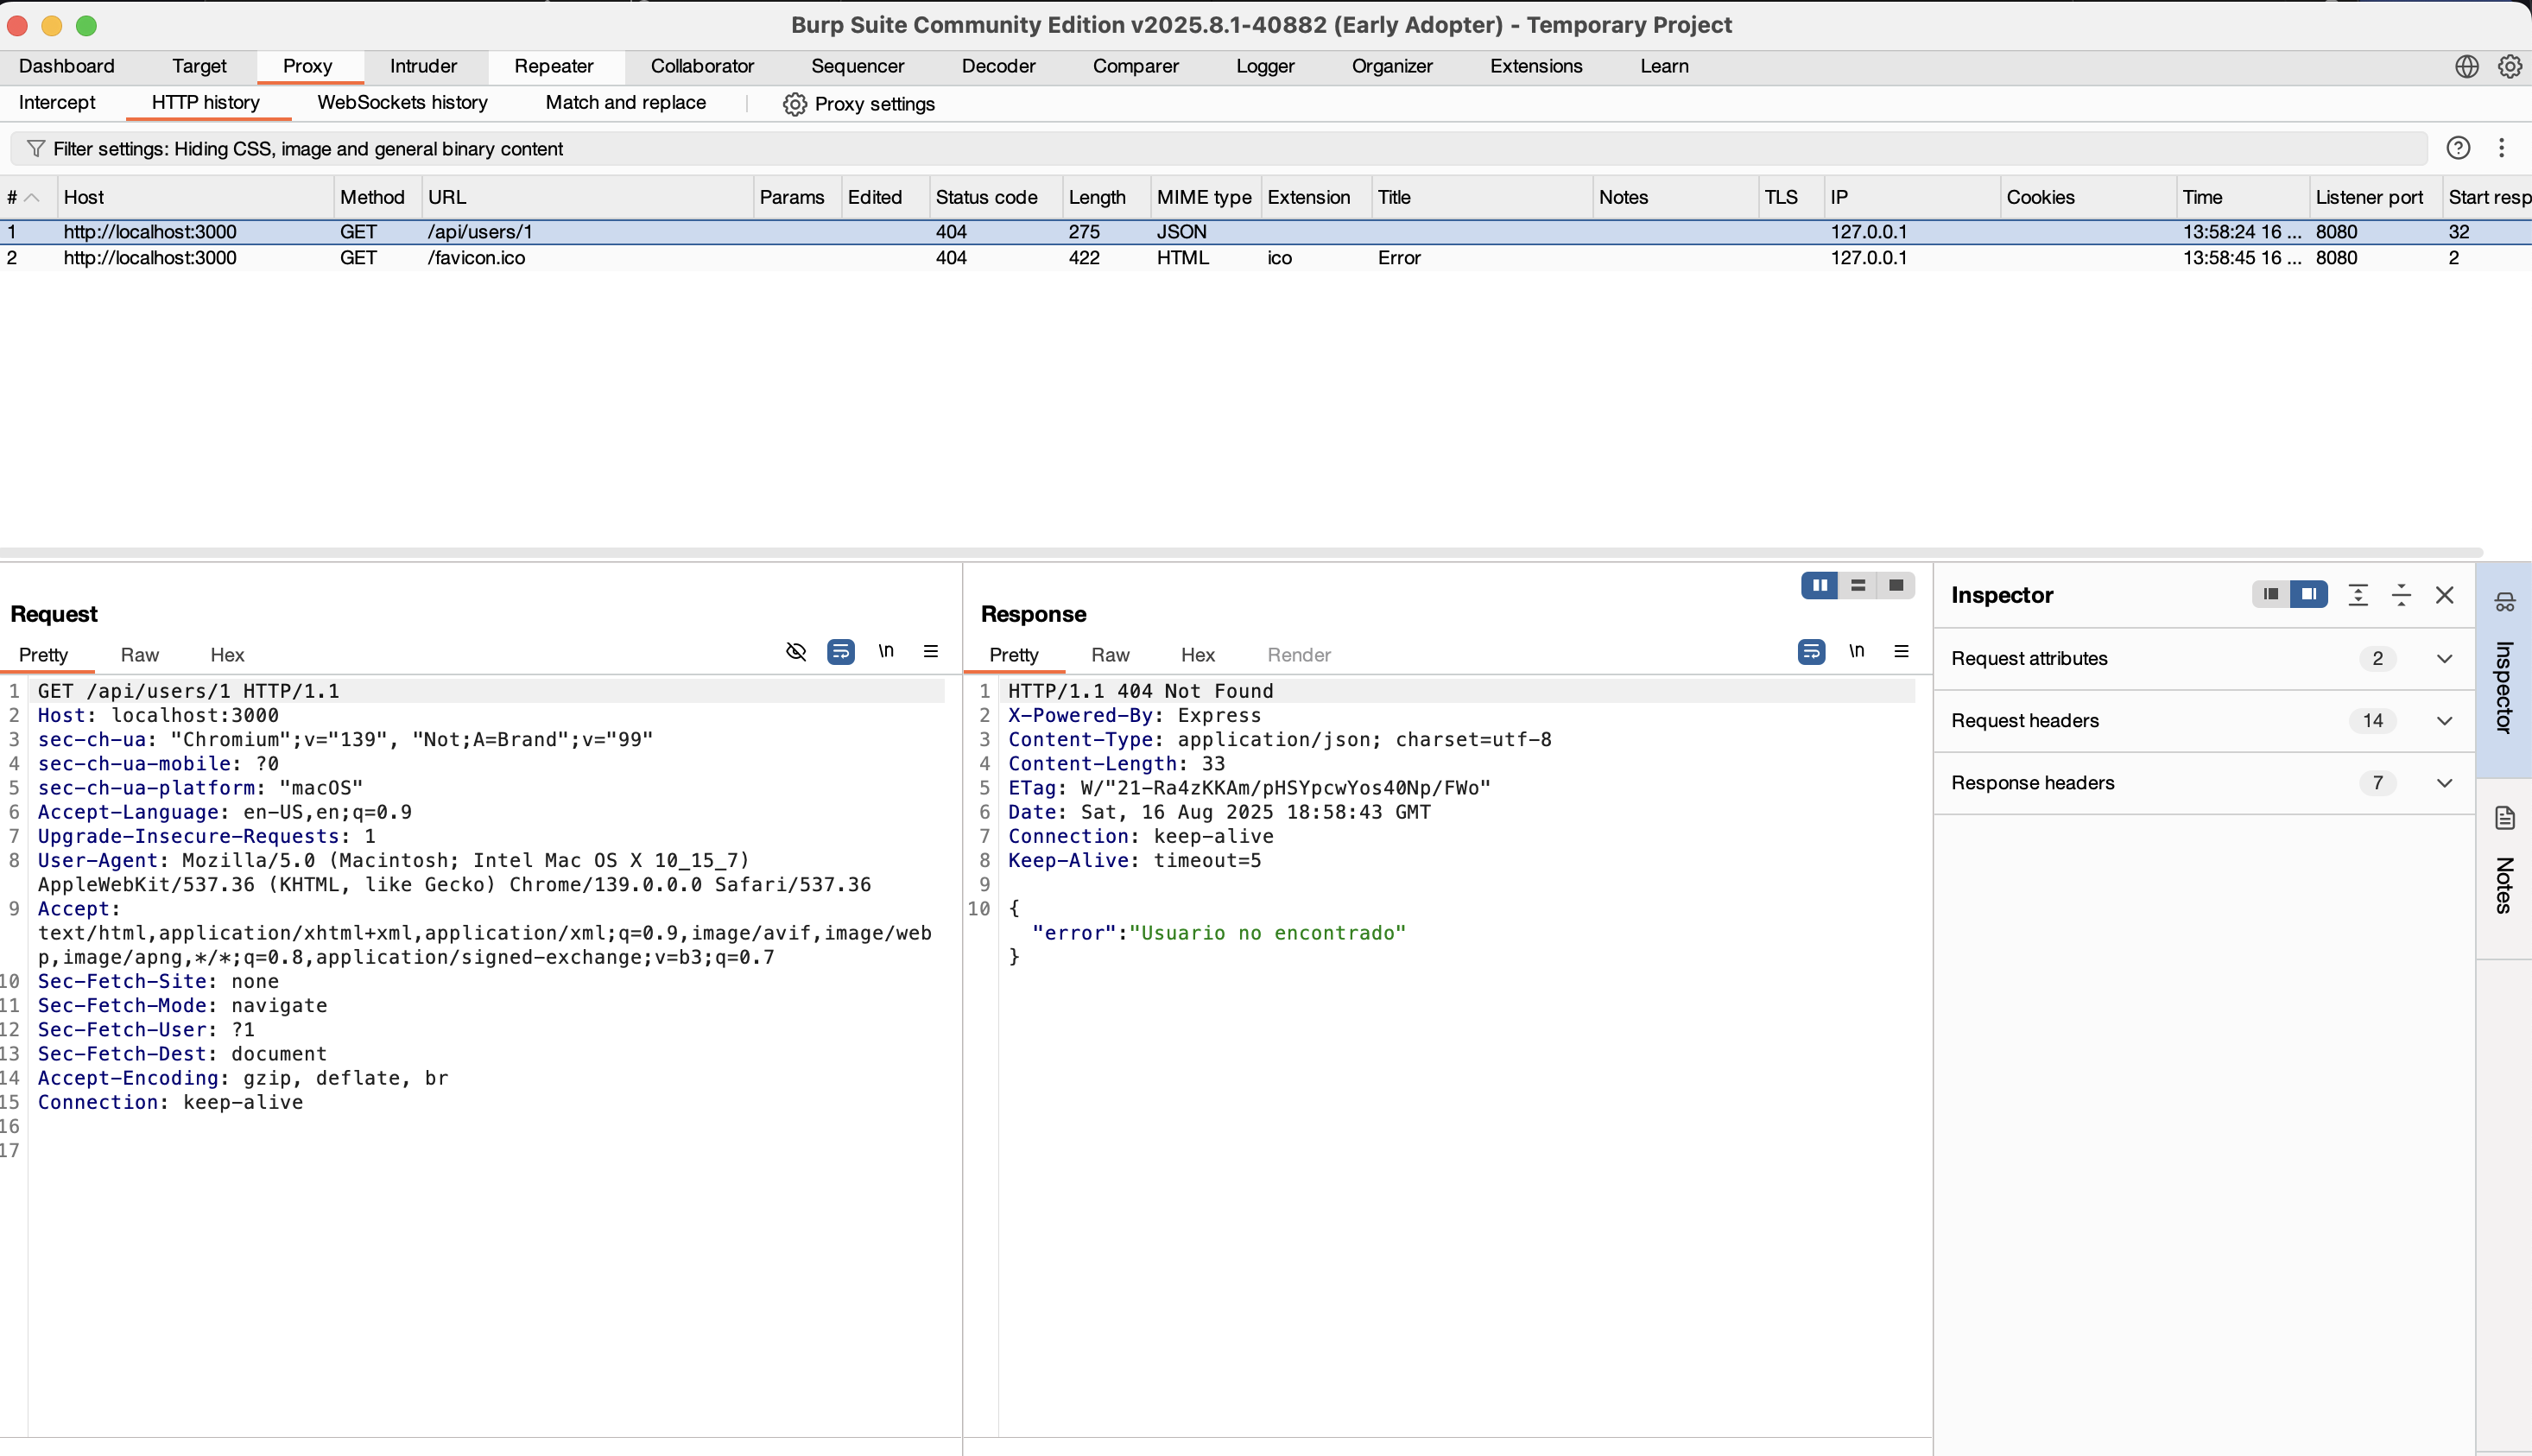 Burp Suite Community Edition v2025.8.1-40882 (Early Adopter) - Temporary Project
Dashboard Target Proxy Intruder Repeater Collaborator Sequencer Decoder Comparer Logger Organizer Extensions Learn
Intercept HTTP history WebSockets history Match and replace Proxy settings
Filter settings: Hiding CSS, image and general binary content
# Host Method URL Params Edited Status code Length MIME type Extension Title Notes TLS IP Cookies Time Listener port Start resp
1 http://localhost:3000 GET /api/users/1 404 275 JSON 127.0.0.1 13:58:24 16 ... 8080 32
2 http://localhost:3000 GET /favicon.ico 404 422 HTML ico Error 127.0.0.1 13:58:45 16 ... 8080 2
Request
Pretty Raw Hex \n
1 GET /api/users/1 HTTP/1.1
2 Host: localhost:3000
3 sec-ch-ua: "Chromium";v="139", "Not;A=Brand";v="99"
4 sec-ch-ua-mobile: ?0
5 sec-ch-ua-platform: "macOS"
6 Accept-Language: en-US,en;q=0.9
7 Upgrade-Insecure-Requests: 1
8 User-Agent: Mozilla/5.0 (Macintosh; Intel Mac OS X 10_15_7)
AppleWebKit/537.36 (KHTML, like Gecko) Chrome/139.0.0.0 Safari/537.36
9 Accept:
text/html,application/xhtml+xml,application/xml;q=0.9,image/avif,image/web
p,image/apng,*/*;q=0.8,application/signed-exchange;v=b3;q=0.7
10 Sec-Fetch-Site: none
11 Sec-Fetch-Mode: navigate
12 Sec-Fetch-User: ?1
13 Sec-Fetch-Dest: document
14 Accept-Encoding: gzip, deflate, br
15 Connection: keep-alive
16
17
Response
Pretty Raw Hex Render \n
1 HTTP/1.1 404 Not Found
2 X-Powered-By: Express
3 Content-Type: application/json; charset=utf-8
4 Content-Length: 33
5 ETag: W/"21-Ra4zKKAm/pHSYpcwYos40Np/FWo"
6 Date: Sat, 16 Aug 2025 18:58:43 GMT
7 Connection: keep-alive
8 Keep-Alive: timeout=5
9
10 {
"error":"Usuario no encontrado"
}
Inspector
Request attributes 2
Request headers 14
Response headers 7
Inspector
Notes